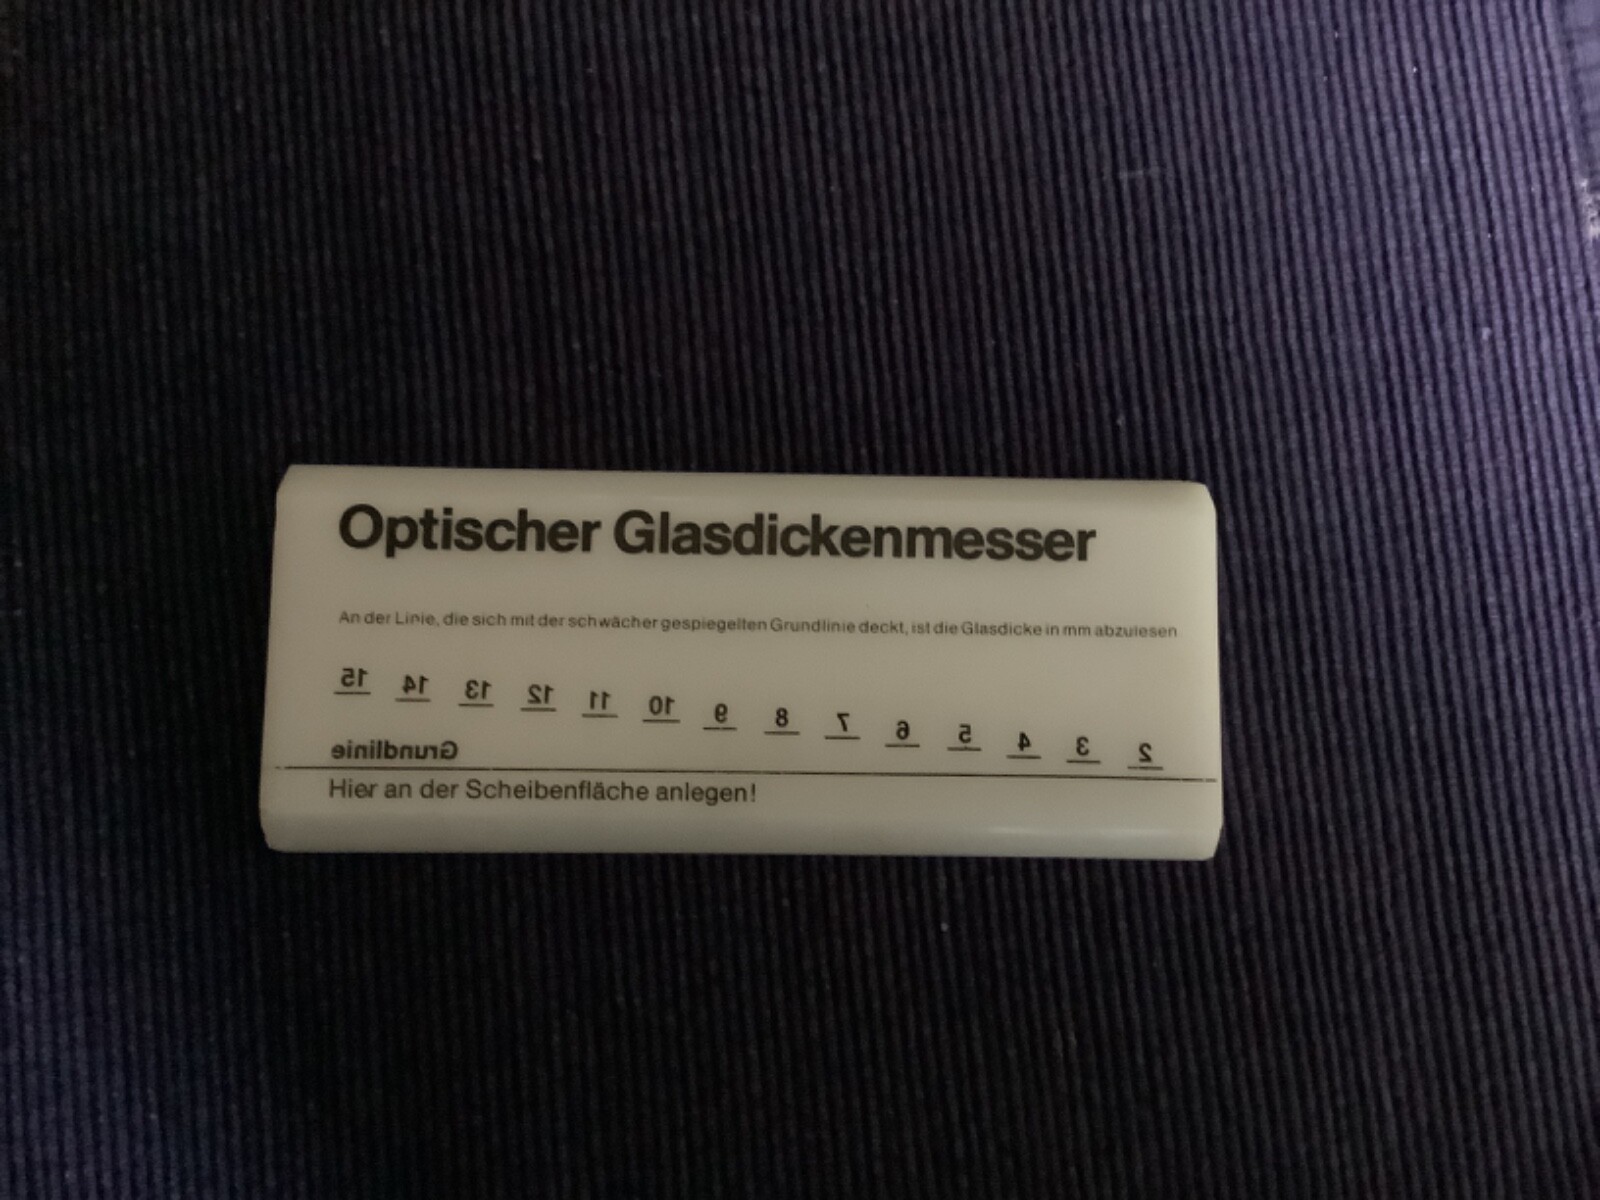 Optischer Glasdickenmesser
An der Linie, die sich mit der schwächer gespiegelten Grundlinie deckt, ist die Glasdicke in mm abzulesen
15 14 13 12 11 10 9 8 7 6 5 4 3 2
Grundlinie
Hier an der Scheibenfläche anlegen!